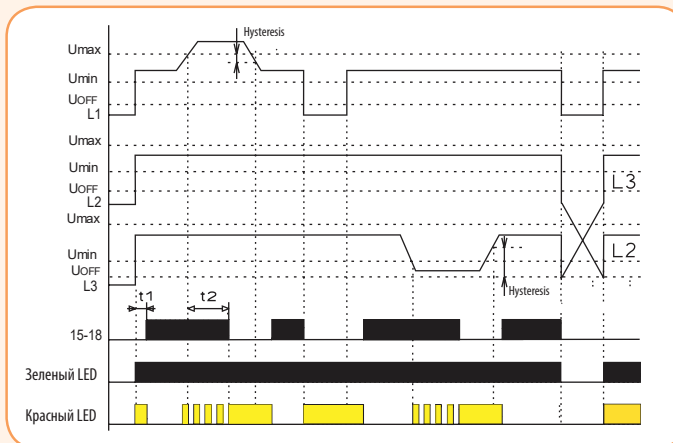 Hysteresis
Umax
Umin
UOFF
L1
Umax
Umin
UOFF
L3
L2
Umax
Umin
L2
UOFF
L3
Hysteresis
t1
t2
15-18
Зеленый LED
Красный LED